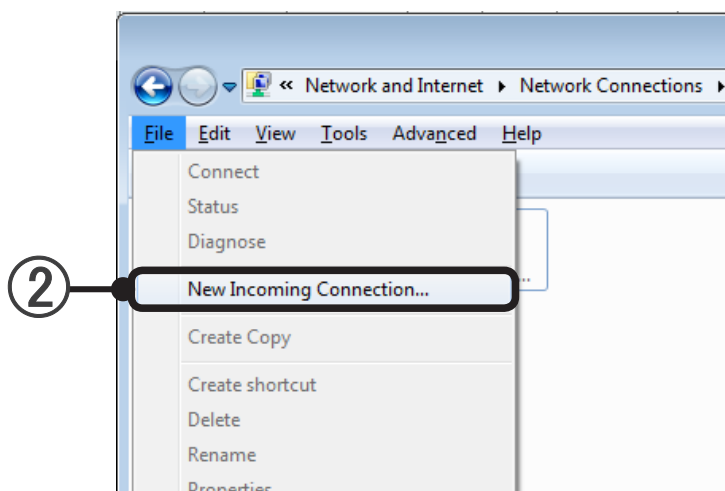 « Network and Internet ▸ Network Connections ▸
File Edit View Tools Advanced Help
Connect
Status
Diagnose
...
② New Incoming Connection...
Create Copy
Create shortcut
Delete
Rename
Properties